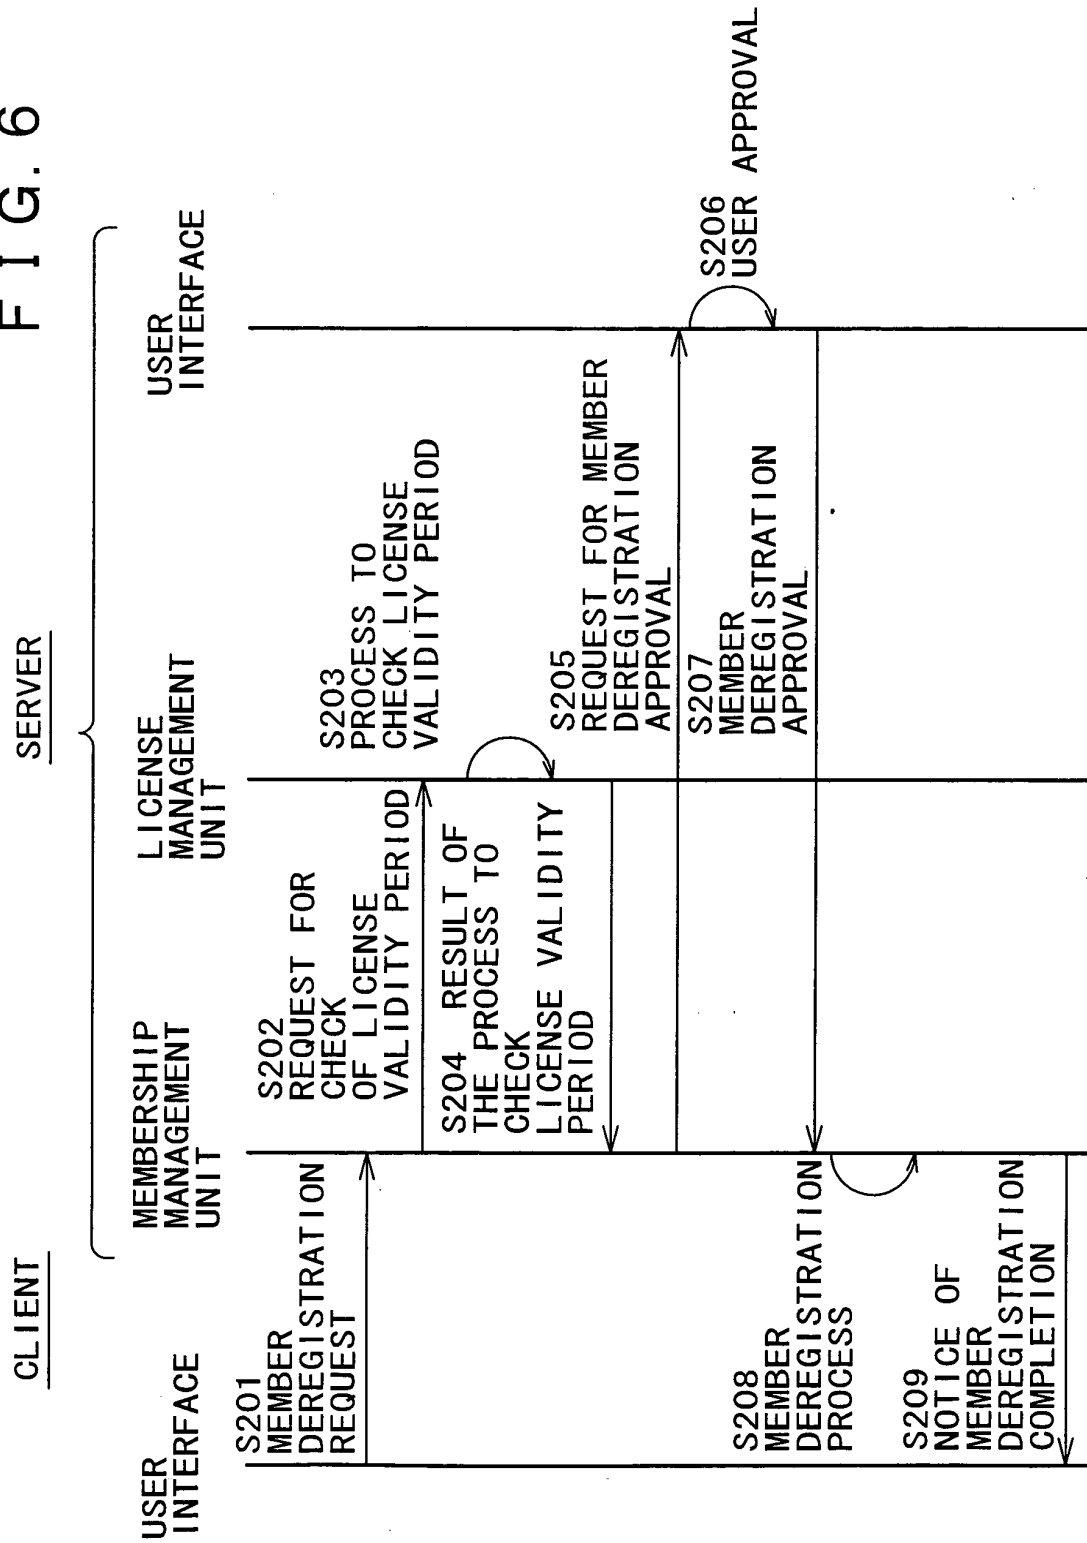 FIG. 6
CLIENT
SERVER
USER
INTERFACE
MEMBERSHIP
MANAGEMENT
UNIT
LICENSE
MANAGEMENT
UNIT
USER
INTERFACE
S201
MEMBER
DEREGISTRATION
REQUEST
S202
REQUEST FOR
CHECK
OF LICENSE
VALIDITY PERIOD
S203
PROCESS TO
CHECK LICENSE
VALIDITY PERIOD
S204 RESULT OF
THE PROCESS TO
CHECK
LICENSE VALIDITY
PERIOD
S205
REQUEST FOR MEMBER
DEREGISTRATION
APPROVAL
S206
USER APPROVAL
S207
MEMBER
DEREGISTRATION
APPROVAL
S208
MEMBER
DEREGISTRATION
PROCESS
S209
NOTICE OF
MEMBER
DEREGISTRATION
COMPLETION